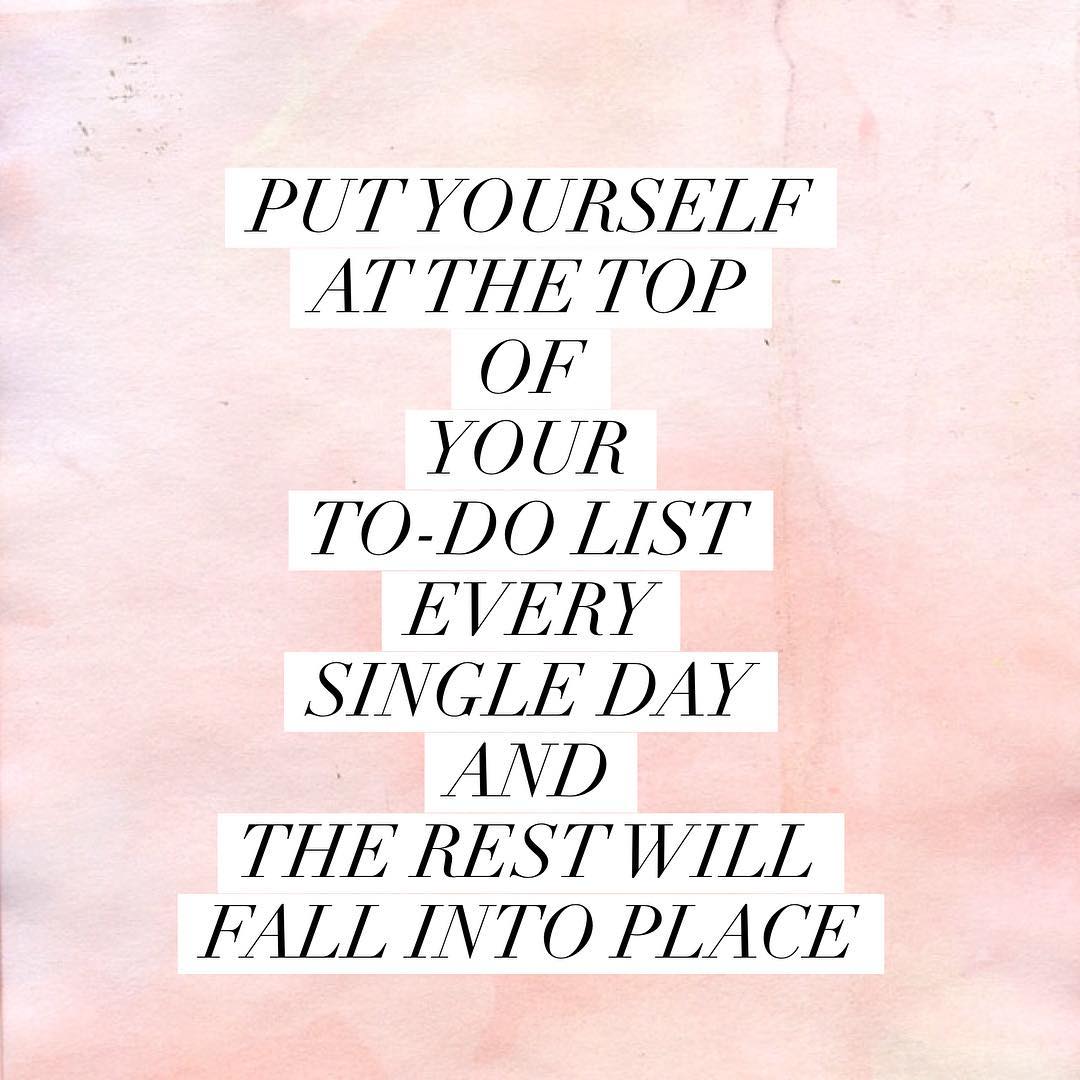 PUT YOURSELF
AT THE TOP
OF
YOUR
TO-DO LIST
EVERY
SINGLE DAY
AND
THE REST WILL
FALL INTO PLACE